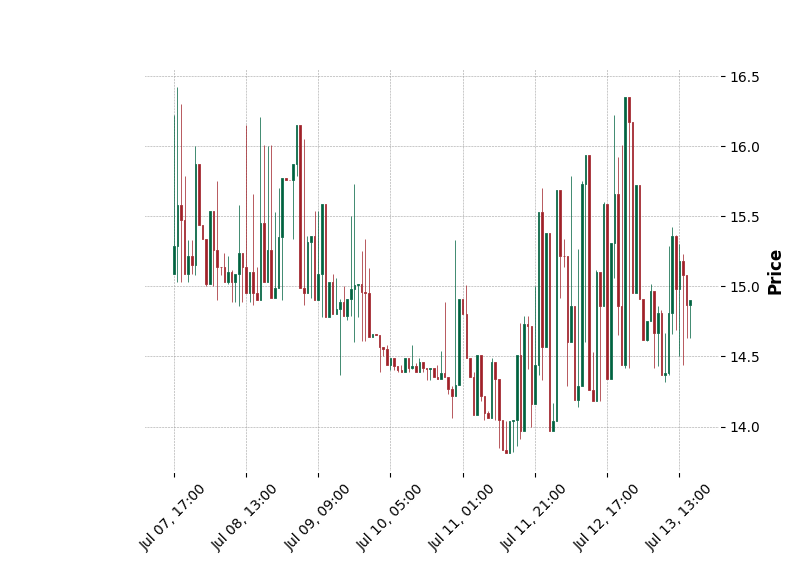 16.5
16.0
15.5
15.0
14.5
14.0
Price
Jul 07, 17:00
Jul 08, 13:00
Jul 09, 09:00
Jul 10, 05:00
Jul 11, 01:00
Jul 11, 21:00
Jul 12, 17:00
Jul 13, 13:00